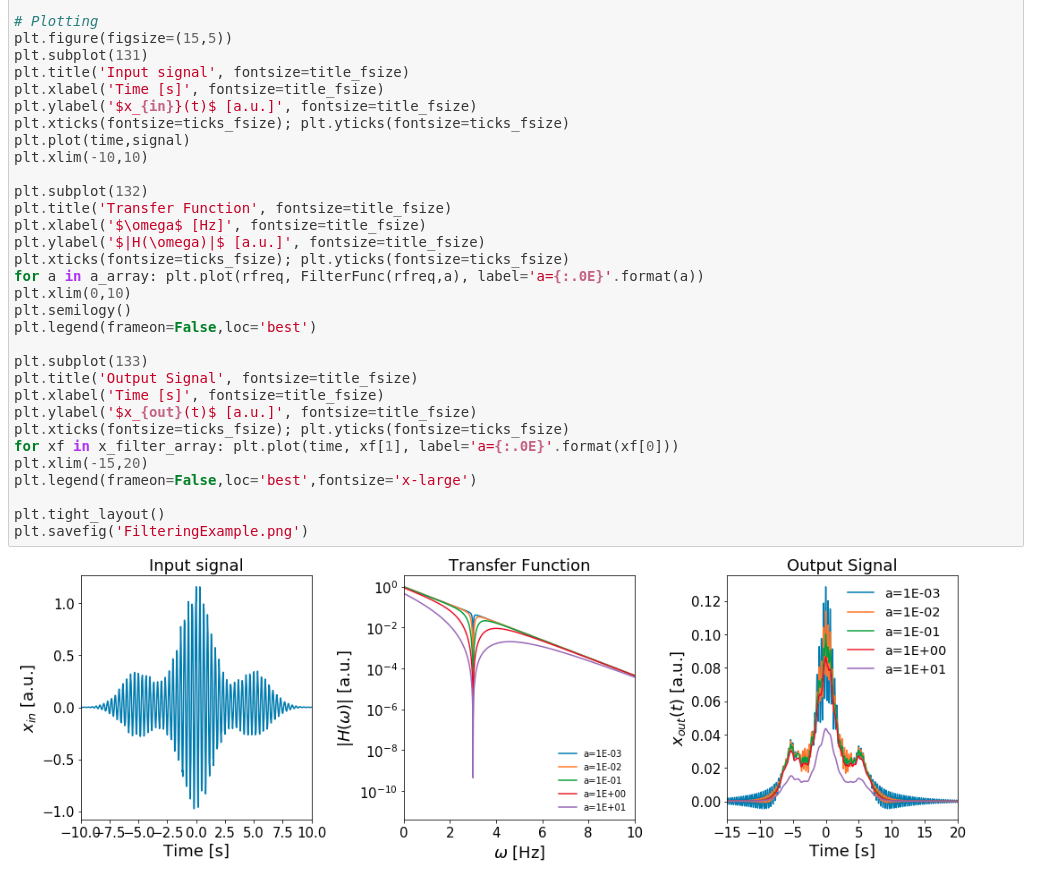 # Plotting
plt.figure(figsize=(15,5))
plt.subplot(131)
plt.title('Input signal', fontsize=title_fsize)
plt.xlabel('Time [s]', fontsize=title_fsize)
plt.ylabel('$x_{in}}(t)$ [a.u.]', fontsize=title_fsize)
plt.xticks(fontsize=ticks_fsize); plt.yticks(fontsize=ticks_fsize)
plt.plot(time,signal)
plt.xlim(-10,10)
plt.subplot(132)
plt.title('Transfer Function', fontsize=title_fsize)
plt.xlabel('$\omega$ [Hz]', fontsize=title_fsize)
plt.ylabel('$|H(\omega)|$ [a.u.]', fontsize=title_fsize)
plt.xticks(fontsize=ticks_fsize); plt.yticks(fontsize=ticks_fsize)
for a in a_array: plt.plot(rfreq, FilterFunc(rfreq,a), label='a={:.0E}'.format(a))
plt.xlim(0,10)
plt.semilogy()
plt.legend(frameon=False,loc='best')
plt.subplot(133)
plt.title('Output Signal', fontsize=title_fsize)
plt.xlabel('Time [s]', fontsize=title_fsize)
plt.ylabel('$x_{out}(t)$ [a.u.]', fontsize=title_fsize)
plt.xticks(fontsize=ticks_fsize); plt.yticks(fontsize=ticks_fsize)
for xf in x_filter_array: plt.plot(time, xf[1], label='a={:.0E}'.format(xf[0]))
plt.xlim(-15,20)
plt.legend(frameon=False,loc='best',fontsize='x-large')
plt.tight_layout()
plt.savefig('FilteringExample.png')
Input signal
1.0
0.5
0.0
−0.5
−1.0
x_in [a.u.]
−10.0 −7.5 −5.0 −2.5 0.0 2.5 5.0 7.5 10.0
Time [s]
Transfer Function
10^0
10^−2
10^−4
10^−6
10^−8
10^−10
|H(ω)| [a.u.]
a=1E-03
a=1E-02
a=1E-01
a=1E+00
a=1E+01
0 2 4 6 8 10
ω [Hz]
Output Signal
0.12
0.10
0.08
0.06
0.04
0.02
0.00
x_out(t) [a.u.]
a=1E-03
a=1E-02
a=1E-01
a=1E+00
a=1E+01
−15 −10 −5 0 5 10 15 20
Time [s]